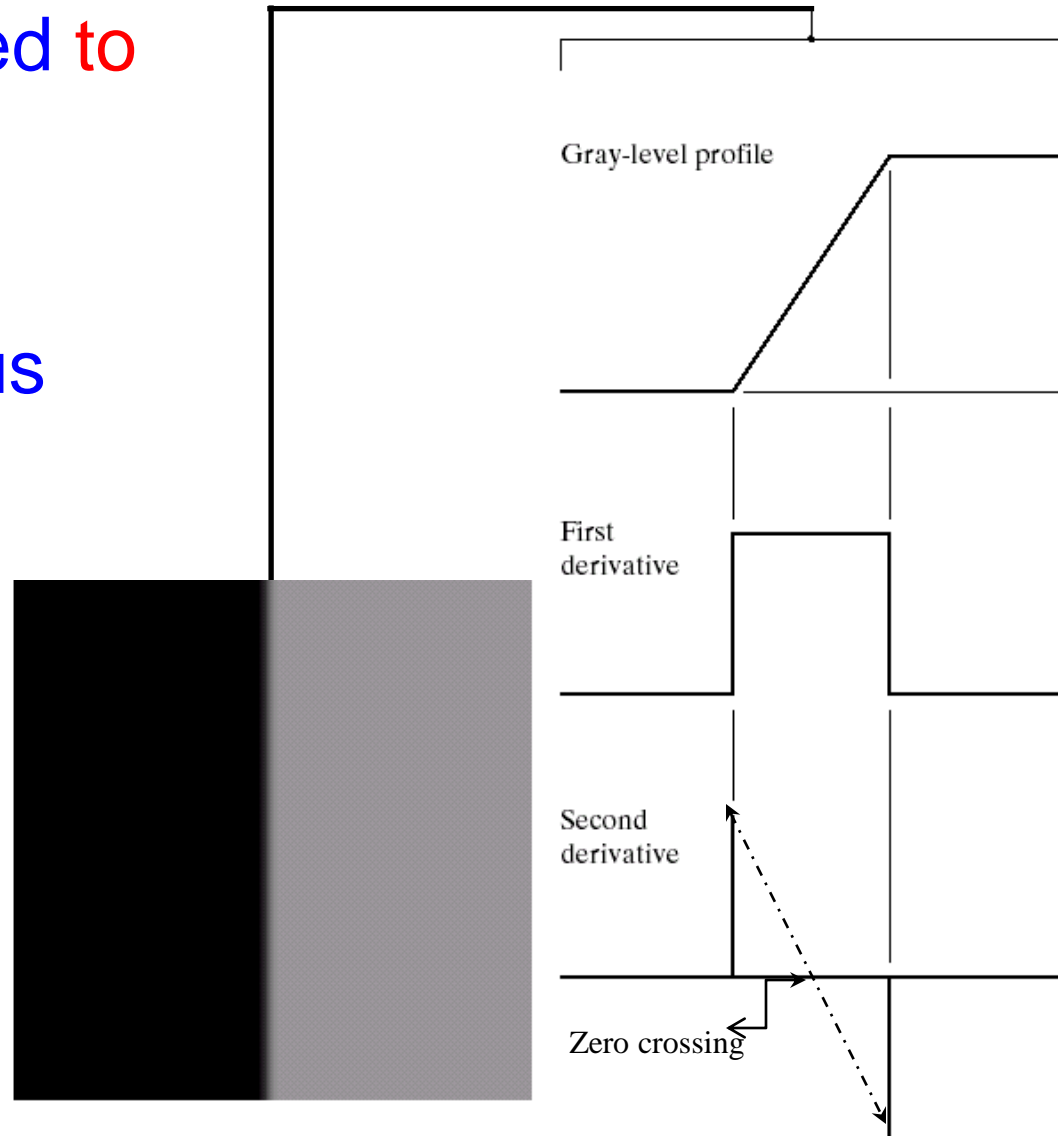 ed to
us
Gray-level profile
First
derivative
Second
derivative
Zero crossing